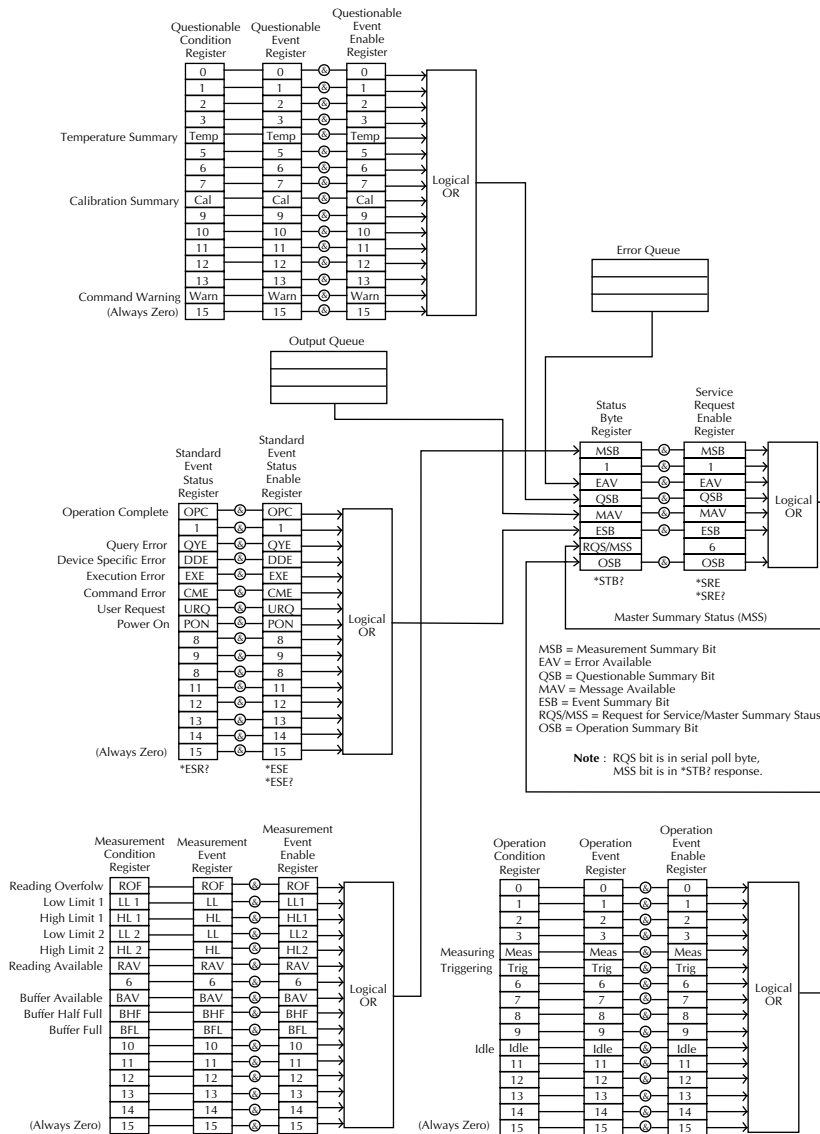 Questionable Condition Register
Questionable Event Register
Questionable Event Enable Register
0 0 & 0
1 1 & 1
2 2 & 2
3 3 & 3
Temperature Summary Temp Temp & Temp
5 5 & 5
6 6 & 6
7 7 & 7
Calibration Summary Cal Cal & Cal
9 9 & 9
10 10 & 10
11 11 & 11
12 12 & 12
13 13 & 13
Command Warning Warn Warn & Warn
(Always Zero) 15 15 & 15
Logical OR
Error Queue
Output Queue
Status Byte Register
Service Request Enable Register
MSB & MSB
1 & 1
EAV & EAV
QSB & QSB
MAV & MAV
ESB & ESB
RQS/MSS 6
OSB & OSB
*STB?
*SRE
*SRE?
Logical OR
Master Summary Status (MSS)
MSB = Measurement Summary Bit
EAV = Error Available
QSB = Questionable Summary Bit
MAV = Message Available
ESB = Event Summary Bit
RQS/MSS = Request for Service/Master Summary Staus
OSB = Operation Summary Bit
Note : RQS bit is in serial poll byte,
MSS bit is in *STB? response.
Standard Event Status Register
Standard Event Status Enable Register
Operation Complete OPC & OPC
1 & 1
Query Error QYE & QYE
Device Specific Error DDE & DDE
Execution Error EXE & EXE
Command Error CME & CME
User Request URQ & URQ
Power On PON & PON
8 & 8
9 & 9
8 & 8
11 & 11
12 & 12
13 & 13
14 & 14
(Always Zero) 15 & 15
*ESR?
*ESE
*ESE?
Logical OR
Measurement Condition Register
Measurement Event Register
Measurement Event Enable Register
Reading Overfolw ROF ROF & ROF
Low Limit 1 LL 1 LL & LL1
High Limit 1 HL 1 HL & HL1
Low Limit 2 LL 2 LL & LL2
High Limit 2 HL 2 HL & HL2
Reading Available RAV RAV & RAV
6 6 & 6
Buffer Available BAV BAV & BAV
Buffer Half Full BHF BHF & BHF
Buffer Full BFL BFL & BFL
10 10 & 10
11 11 & 11
12 12 & 12
13 13 & 13
14 14 & 14
(Always Zero) 15 15 & 15
Logical OR
Operation Condition Register
Operation Event Register
Operation Event Enable Register
0 0 & 0
1 1 & 1
2 2 & 2
3 3 & 3
Measuring Meas Meas & Meas
Triggering Trig Trig & Trig
6 6 & 6
7 7 & 7
8 8 & 8
9 9 & 9
Idle Idle Idle & Idle
11 11 & 11
12 12 & 12
13 13 & 13
14 14 & 14
(Always Zero) 15 15 & 15
Logical OR